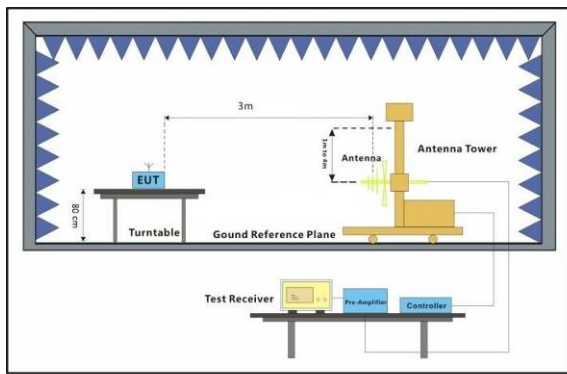 3m
1m to 4m
Antenna
Antenna Tower
EUT
80 cm
Turntable
Gound Reference Plane
Test Receiver
Pre-Amplifier
Controller